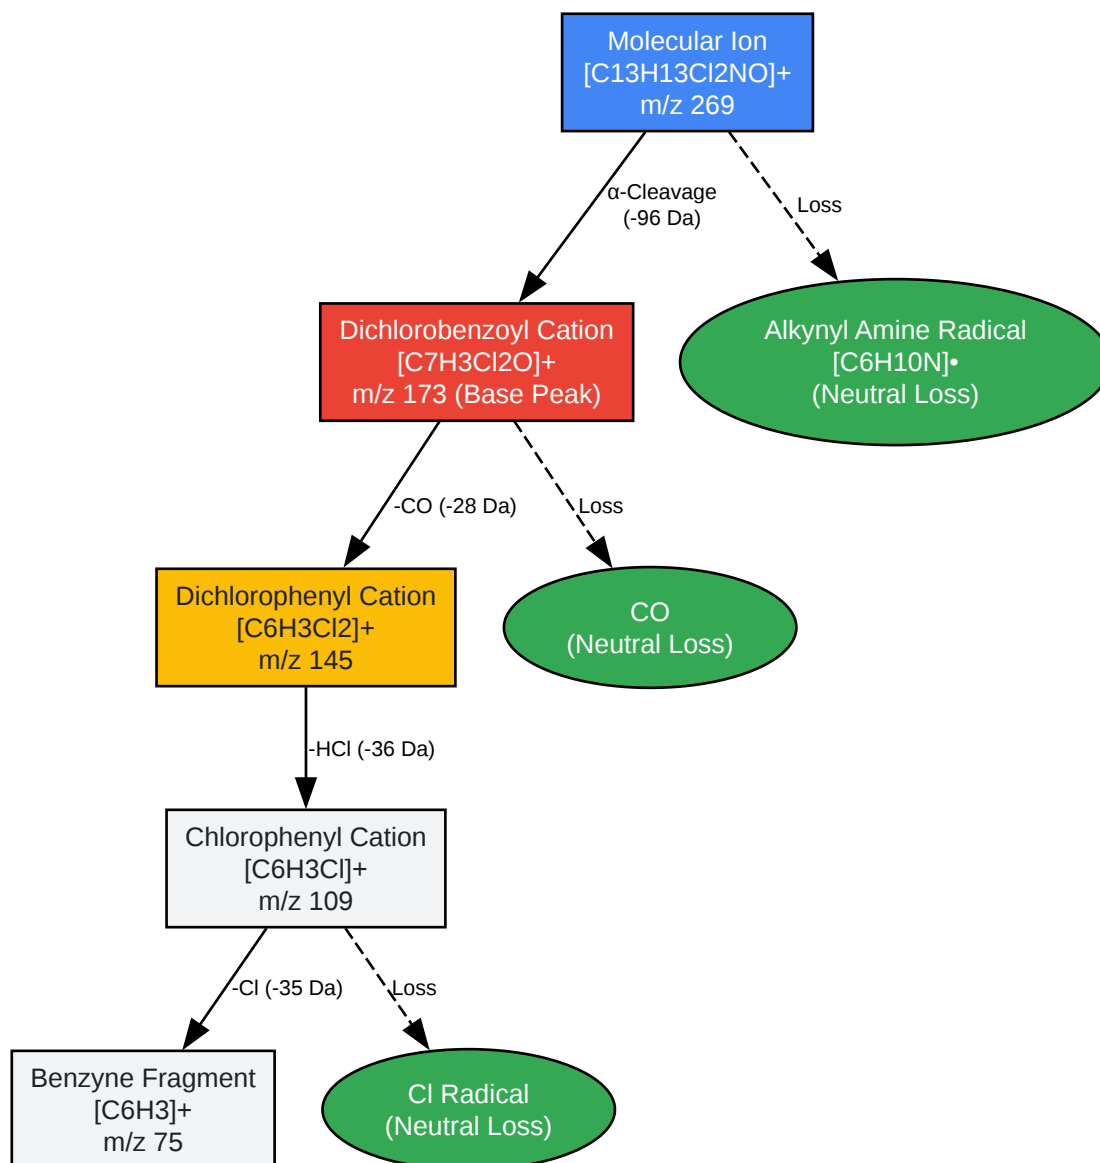 Molecular Ion
[C13H13Cl2NO]+
m/z 269
α-Cleavage
(-96 Da)
Loss
Dichlorobenzoyl Cation
[C7H3Cl2O]+
m/z 173 (Base Peak)
Alkynyl Amine Radical
[C6H10N]•
(Neutral Loss)
-CO (-28 Da)
Loss
Dichlorophenyl Cation
[C6H3Cl2]+
m/z 145
CO
(Neutral Loss)
-HCl (-36 Da)
Chlorophenyl Cation
[C6H3Cl]+
m/z 109
-Cl (-35 Da)
Loss
Benzyne Fragment
[C6H3]+
m/z 75
Cl Radical
(Neutral Loss)